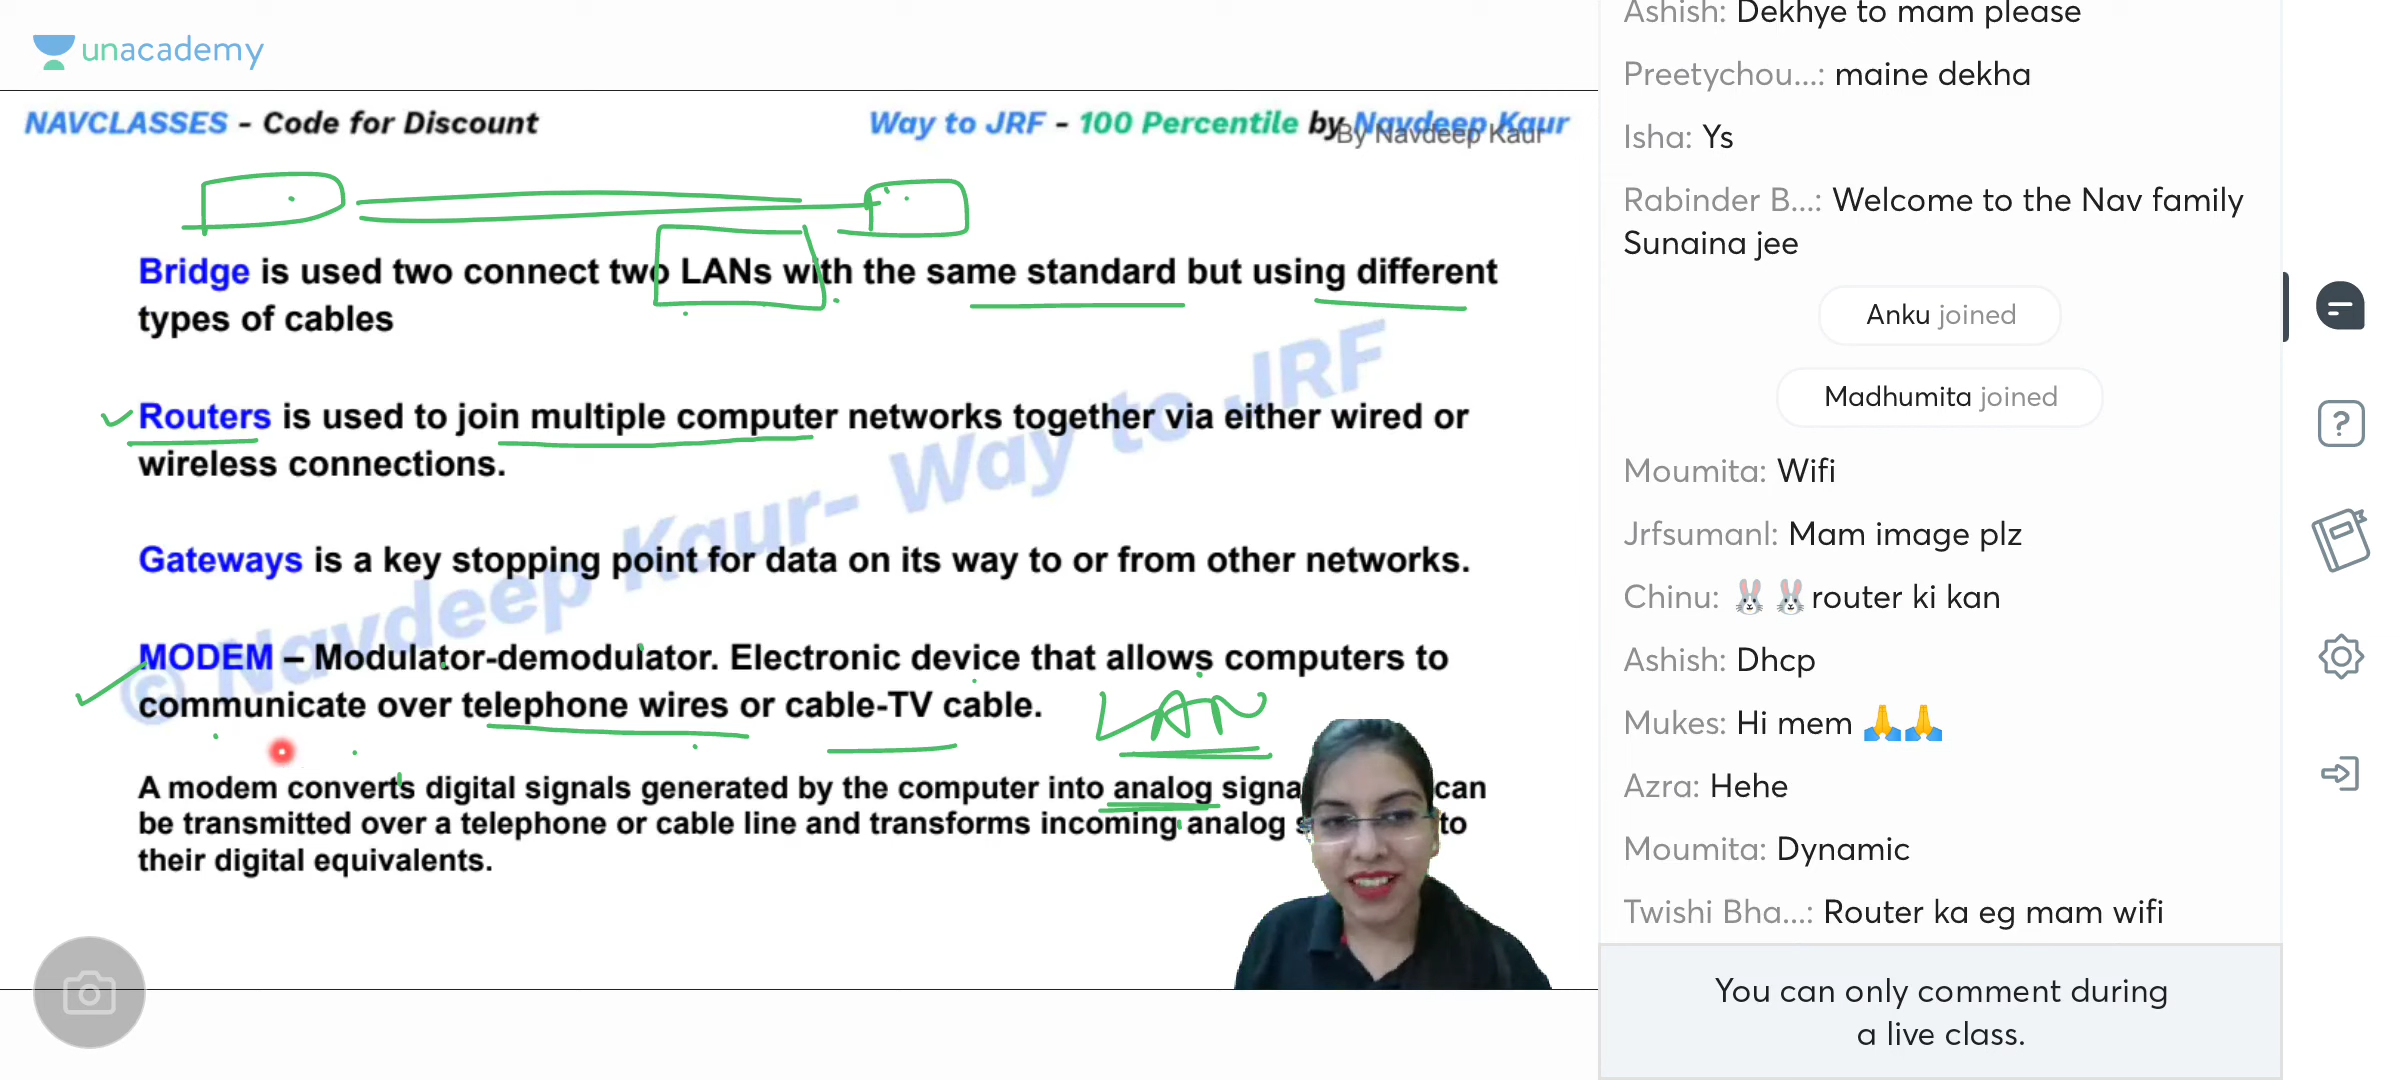 unacademy
NAVCLASSES - Code for Discount
Way to JRF - 100 Percentile by Navdeep Kaur
By Navdeep Kaur
Bridge is used two connect two LANs with the same standard but using different
types of cables
Routers is used to join multiple computer networks together via either wired or
wireless connections.
Gateways is a key stopping point for data on its way to or from other networks.
MODEM – Modulator-demodulator. Electronic device that allows computers to
communicate over telephone wires or cable-TV cable.
LAN
A modem converts digital signals generated by the computer into analog signa can
be transmitted over a telephone or cable line and transforms incoming analog s to
their digital equivalents.
© Navdeep Kaur- Way to JRF
Ashish: Dekhye to mam please
Preetychou...: maine dekha
Isha: Ys
Rabinder B...: Welcome to the Nav family
Sunaina jee
Anku joined
Madhumita joined
Moumita: Wifi
Jrfsumanl: Mam image plz
Chinu: 🐰🐰router ki kan
Ashish: Dhcp
Mukes: Hi mem 🙏🙏
Azra: Hehe
Moumita: Dynamic
Twishi Bha...: Router ka eg mam wifi
You can only comment during
a live class.
?